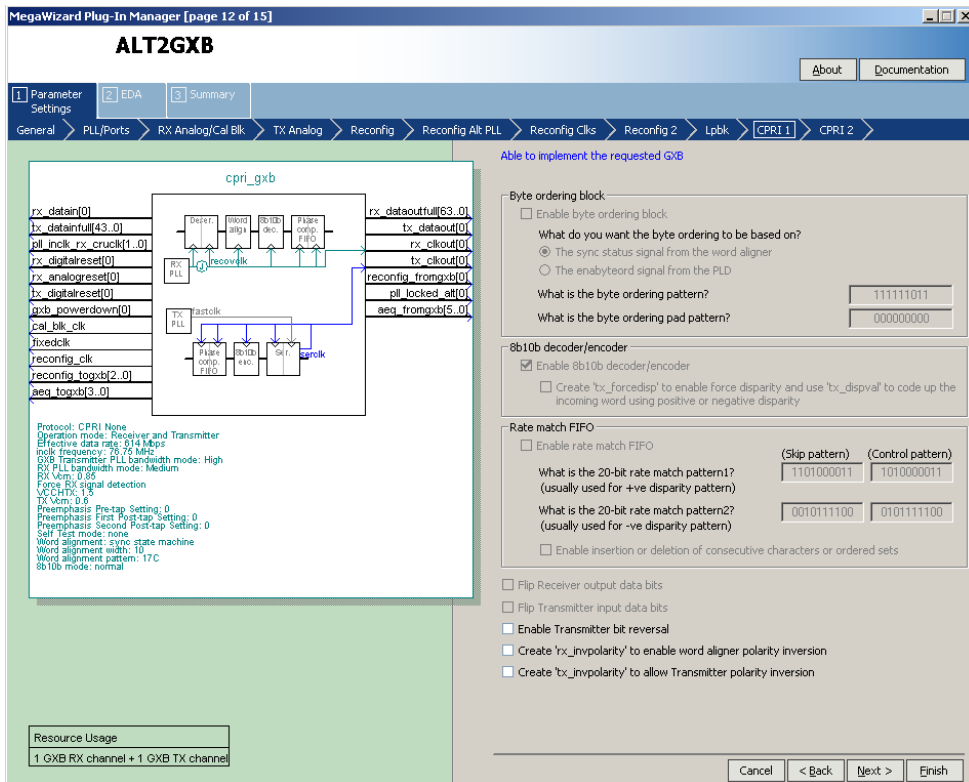 MegaWizard Plug-In Manager [page 12 of 15]
ALT2GXB
About
Documentation
1 Parameter Settings
2 EDA
3 Summary
General
PLL/Ports
RX Analog/Cal Blk
TX Analog
Reconfig
Reconfig Alt PLL
Reconfig Clks
Reconfig 2
Lpbk
CPRI 1
CPRI 2
cpri_gxb
rx_datain[0]
tx_datainfull[43..0]
pll_inclk_rx_cruclk[1..0]
rx_digitalreset[0]
rx_analogreset[0]
tx_digitalreset[0]
gxb_powerdown[0]
cal_blk_clk
fixedclk
reconfig_clk
reconfig_togxb[2..0]
aeq_togxb[3..0]
Deser.
Word align
8b10b dec.
Phase comp. FIFO
RX PLL
recovclk
TX PLL
fastclk
Phase comp. FIFO
8b10b enc.
Ser.
serclk
rx_dataoutfull[63..0]
tx_dataout[0]
rx_clkout[0]
tx_clkout[0]
reconfig_fromgxb[0]
pll_locked_alt[0]
aeq_fromgxb[5..0]
Protocol: CPRI None
Operation mode: Receiver and Transmitter
Effective data rate: 614 Mbps
inclk frequency: 76.75 MHz
GXB Transmitter PLL bandwidth mode: High
RX PLL bandwidth mode: Medium
RX Vcm: 0.85
Force RX signal detection
VCCHTX: 1.5
TX Vcm: 0.6
Preemphasis Pre-tap Setting: 0
Preemphasis First Post-tap Setting: 0
Preemphasis Second Post-tap Setting: 0
Self Test mode: none
Word alignment: sync state machine
Word alignment width: 10
Word alignment pattern: 17C
8b10b mode: normal
Resource Usage
1 GXB RX channel + 1 GXB TX channel
Able to implement the requested GXB
Byte ordering block
Enable byte ordering block
What do you want the byte ordering to be based on?
The sync status signal from the word aligner
The enabyteord signal from the PLD
What is the byte ordering pattern?
111111011
What is the byte ordering pad pattern?
000000000
8b10b decoder/encoder
Enable 8b10b decoder/encoder
Create 'tx_forcedisp' to enable force disparity and use 'tx_dispval' to code up the
incoming word using positive or negative disparity
Rate match FIFO
Enable rate match FIFO
(Skip pattern) (Control pattern)
What is the 20-bit rate match pattern1? 1101000011 1010000011
(usually used for +ve disparity pattern)
What is the 20-bit rate match pattern2? 0010111100 0101111100
(usually used for -ve disparity pattern)
Enable insertion or deletion of consecutive characters or ordered sets
Flip Receiver output data bits
Flip Transmitter input data bits
Enable Transmitter bit reversal
Create 'rx_invpolarity' to enable word aligner polarity inversion
Create 'tx_invpolarity' to allow Transmitter polarity inversion
Cancel
< Back
Next >
Finish